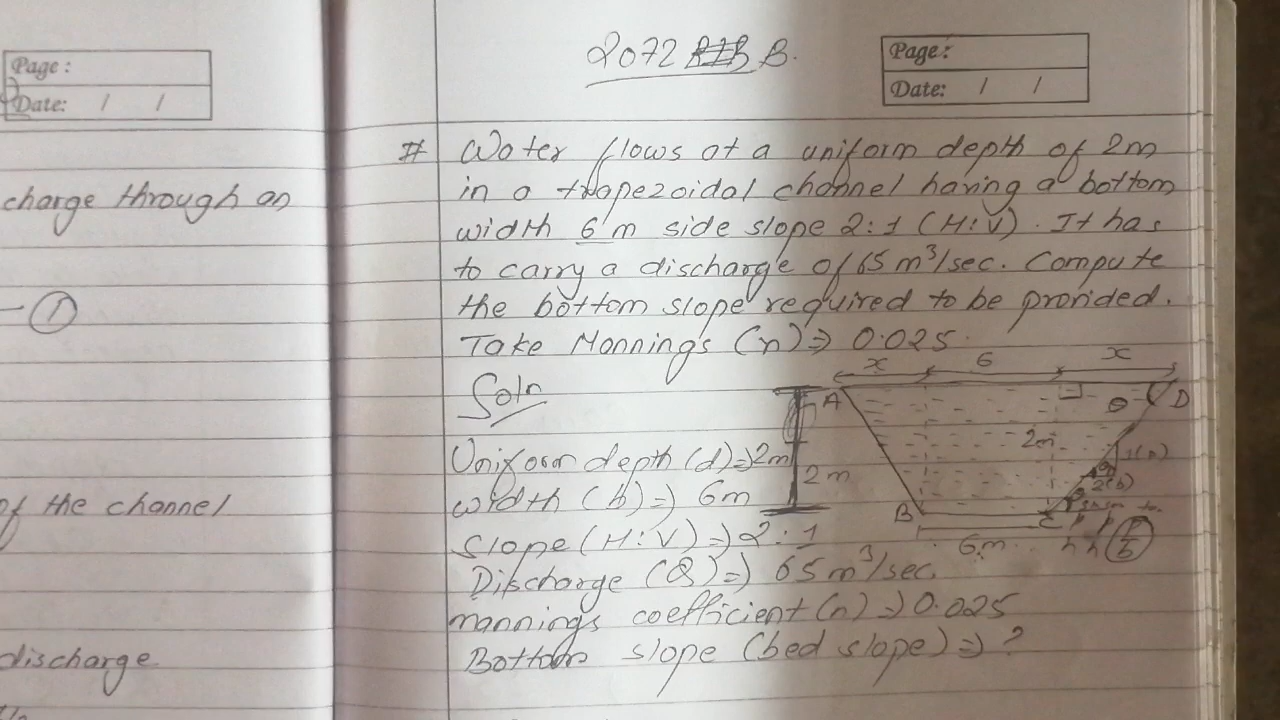 2072 B.
Page:
Date: / /
Page:
Date: / /
# Water flows at a uniform depth of 2m
in a trapezoidal channel having a bottom
width 6 m side slope 2:1 (H:V). It has
to carry a discharge of 65 m³/sec. Compute
the bottom slope required to be provided.
Take Mannings (n) ⇒ 0.025.
charge through an
- ①
of the channel
discharge
Soln
x 6 x
A D
θ
2m
2m
1(p)
2(b)
B C
6m
p/b
Uniform depth (d) ⇒ 2m
width (b) ⇒ 6m
Slope (H:V) ⇒ 2:1
Discharge (Q) ⇒ 65 m³/sec.
mannings coefficient (n) ⇒ 0.025
Bottom slope (bed slope) ⇒ ?